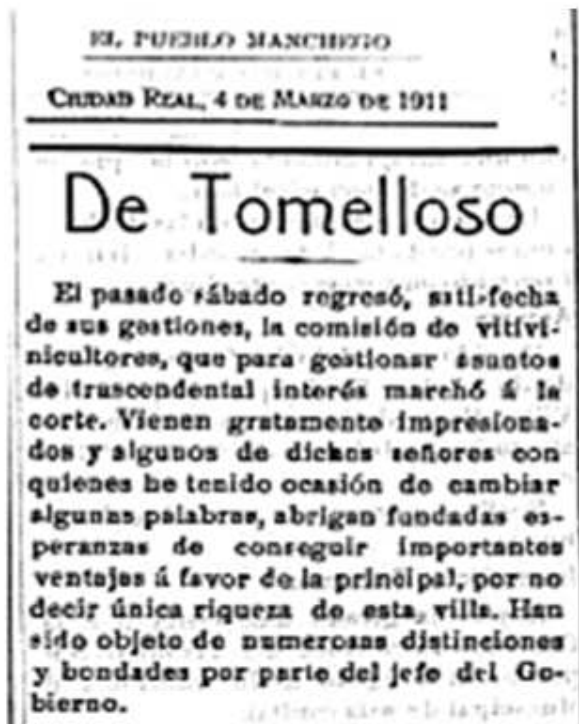 EL PUEBLO MANCHEGO
CIUDAD REAL, 4 DE MARZO DE 1911
De Tomelloso
El pasado sábado regresó, sati-fecha
de sus gestiones, la comisión de vitivi-
nicultores, que para gestionar asuntos
de trascendental interés marchó á la
corte. Vienen gratamente impresiona-
dos y algunos de dichos señores con
quienes he tenido ocasión de cambiar
algunas palabras, abrigan fundadas es-
peranzas de conseguir importantes
ventajas á favor de la principal, por no
decir única riqueza de esta villa. Han
sido objeto de numerosas distinciones
y bondades por parte del jefe del Go-
bierno.